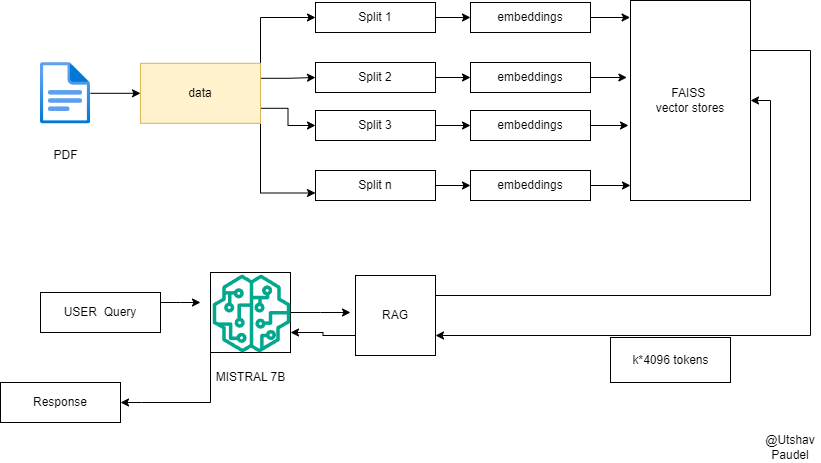 Split 1
embeddings
Split 2
embeddings
data
FAISS
vector stores
Split 3
embeddings
PDF
Split n
embeddings
USER Query
RAG
MISTRAL 7B
k*4096 tokens
Response
@Utshav
Paudel